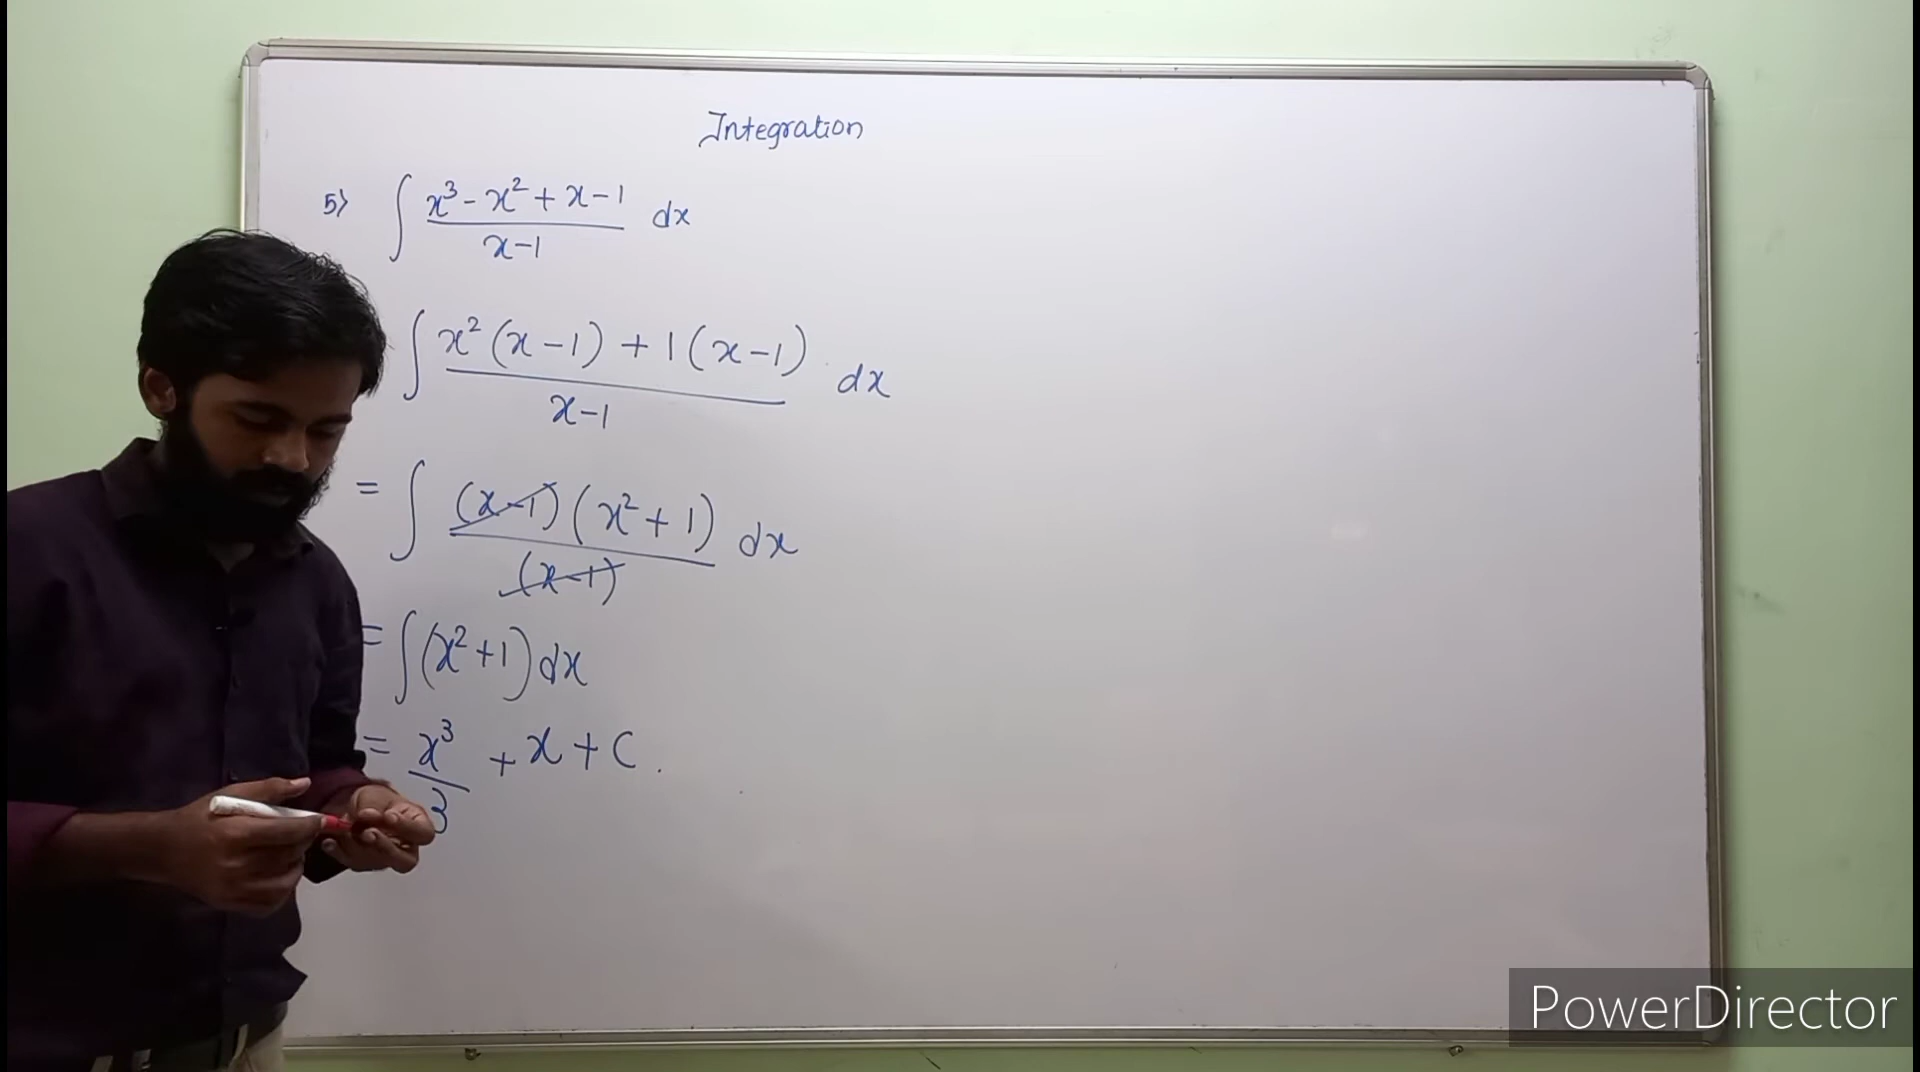 Integration
5) ∫ x³ - x² + x - 1 / x - 1 dx
∫ x² (x - 1) + 1 (x - 1) / x - 1 dx
= ∫ (x - 1) (x² + 1) / (x - 1) dx
= ∫ (x² + 1) dx
= x³ / 3 + x + C .
PowerDirector